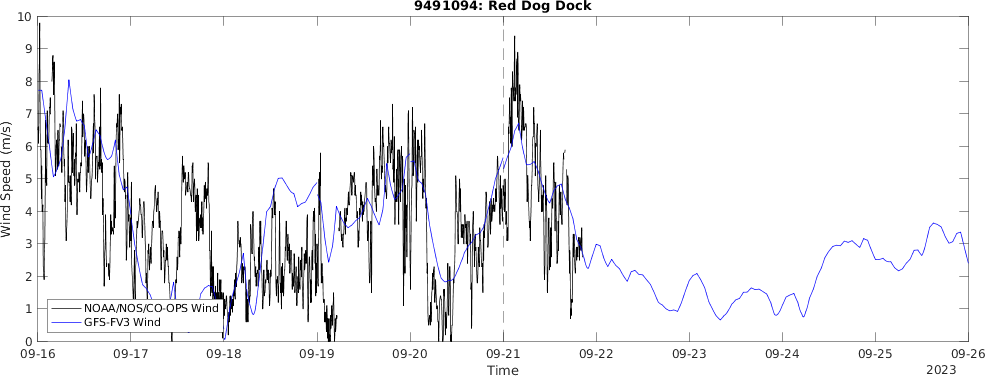 9491094: Red Dog Dock
Wind Speed (m/s)
10
9
8
7
6
5
4
3
2
1
0
NOAA/NOS/CO-OPS Wind
GFS-FV3 Wind
09-16 09-17 09-18 09-19 09-20 09-21 09-22 09-23 09-24 09-25 09-26
Time
2023